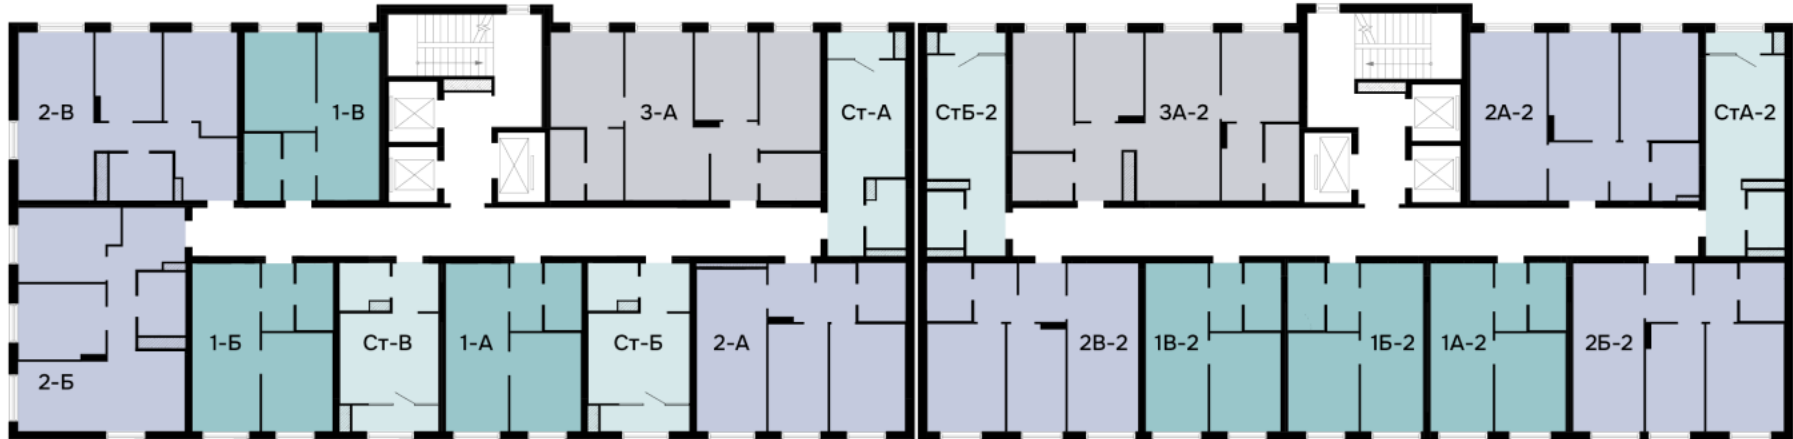 2-В
1-В
3-А
Ст-А
СтБ-2
3А-2
2А-2
СтА-2
2-Б
1-Б
Ст-В
1-А
Ст-Б
2-А
2В-2
1В-2
1Б-2
1А-2
2Б-2